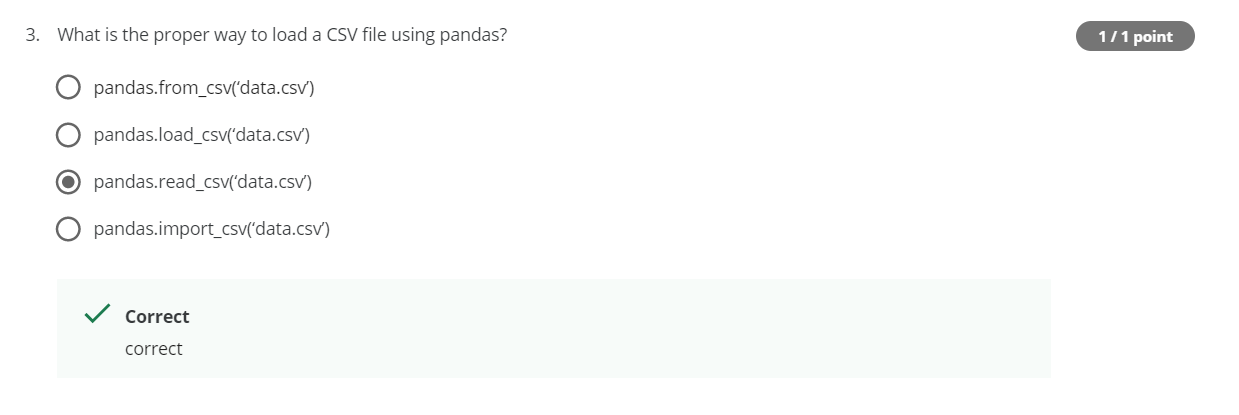 3. What is the proper way to load a CSV file using pandas?
1 / 1 point
pandas.from_csv(‘data.csv’)
pandas.load_csv(‘data.csv’)
pandas.read_csv(‘data.csv’)
pandas.import_csv(‘data.csv’)
Correct
correct